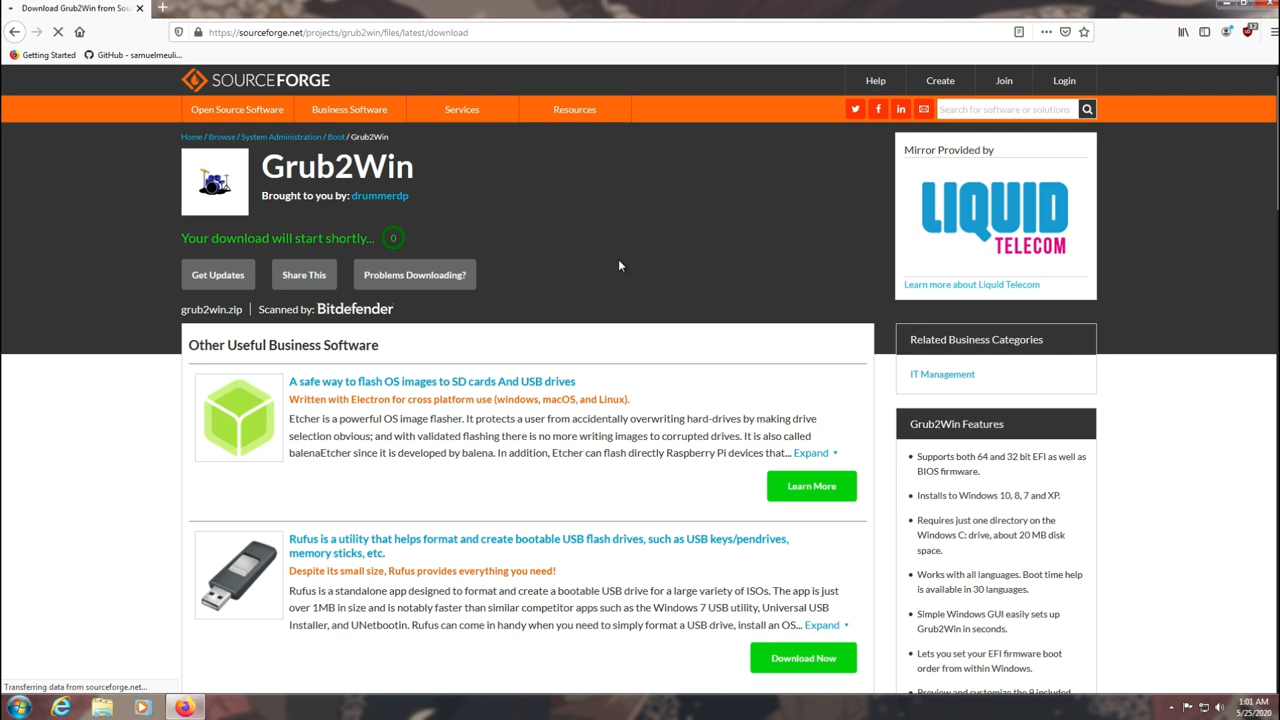 Download Grub2Win from Sou
https://sourceforge.net/projects/grub2win/files/latest/download
12
Getting Started
GitHub - samuelmeuli...
SOURCEFORGE
Help
Create
Join
Login
Open Source Software
Business Software
Services
Resources
Search for software or solutions
Home / Browse / System Administration / Boot / Grub2Win
Grub2Win
Brought to you by: drummerdp
Your download will start shortly... 0
Get Updates
Share This
Problems Downloading?
grub2win.zip
Scanned by: Bitdefender
Mirror Provided by
LIQUID
TELECOM
Learn more about Liquid Telecom
Other Useful Business Software
A safe way to flash OS images to SD cards And USB drives
Written with Electron for cross platform use (windows, macOS, and Linux).
Etcher is a powerful OS image flasher. It protects a user from accidentally overwriting hard-drives by making drive
selection obvious; and with validated flashing there is no more writing images to corrupted drives. It is also called
balenaEtcher since it is developed by balena. In addition, Etcher can flash directly Raspberry Pi devices that... Expand
Learn More
Rufus is a utility that helps format and create bootable USB flash drives, such as USB keys/pendrives,
memory sticks, etc.
Despite its small size, Rufus provides everything you need!
Rufus is a standalone app designed to format and create a bootable USB drive for a large variety of ISOs. The app is just
over 1MB in size and is notably faster than similar competitor apps such as the Windows 7 USB utility, Universal USB
Installer, and UNetbootin. Rufus can come in handy when you need to simply format a USB drive, install an OS... Expand
Download Now
Related Business Categories
IT Management
Grub2Win Features
Supports both 64 and 32 bit EFI as well as
BIOS firmware.
Installs to Windows 10, 8, 7 and XP.
Requires just one directory on the
Windows C: drive, about 20 MB disk
space.
Works with all languages. Boot time help
is available in 30 languages.
Simple Windows GUI easily sets up
Grub2Win in seconds.
Lets you set your EFI firmware boot
order from within Windows.
Preview and customize the 9 included
Transferring data from sourceforge.net...
1:01 AM
5/25/2020